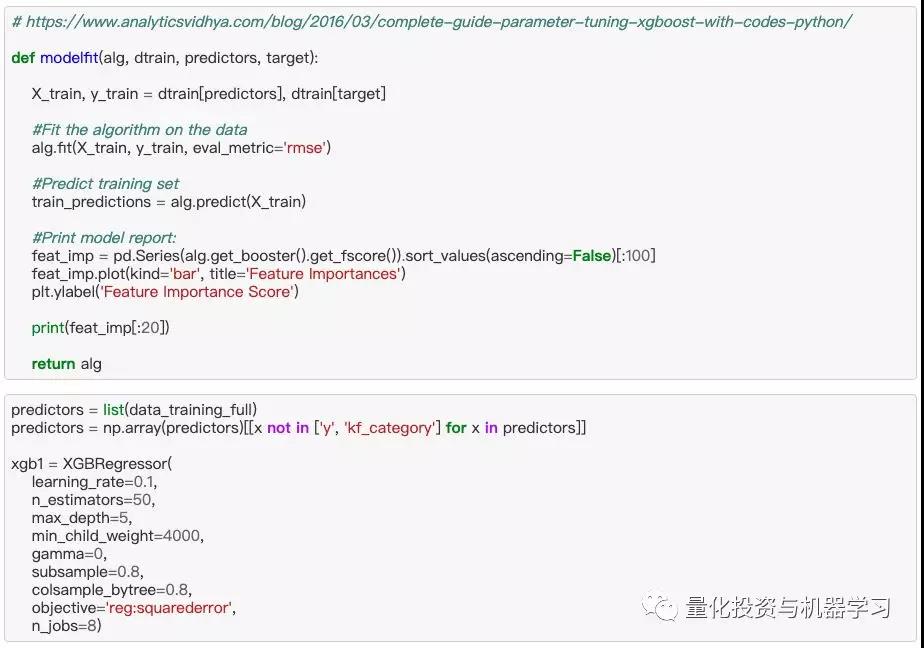 # https://www.analyticsvidhya.com/blog/2016/03/complete-guide-parameter-tuning-xgboost-with-codes-python/
def modelfit(alg, dtrain, predictors, target):
X_train, y_train = dtrain[predictors], dtrain[target]
#Fit the algorithm on the data
alg.fit(X_train, y_train, eval_metric='rmse')
#Predict training set
train_predictions = alg.predict(X_train)
#Print model report:
feat_imp = pd.Series(alg.get_booster().get_fscore()).sort_values(ascending=False)[:100]
feat_imp.plot(kind='bar', title='Feature Importances')
plt.ylabel('Feature Importance Score')
print(feat_imp[:20])
return alg
predictors = list(data_training_full)
predictors = np.array(predictors)[[x not in ['y', 'kf_category'] for x in predictors]]
xgb1 = XGBRegressor(
learning_rate=0.1,
n_estimators=50,
max_depth=5,
min_child_weight=4000,
gamma=0,
subsample=0.8,
colsample_bytree=0.8,
objective='reg:squarederror',
n_jobs=8)
量化投资与机器学习